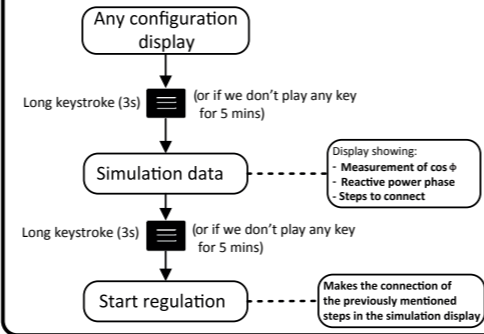 Any configuration
display
Long keystroke (3s)
(or if we don't play any key
for 5 mins)
Simulation data
Display showing:
- Measurement of cos ϕ
- Reactive power phase
- Steps to connect
Long keystroke (3s)
(or if we don't play any key
for 5 mins)
Start regulation
Makes the connection of
the previously mentioned
steps in the simulation display